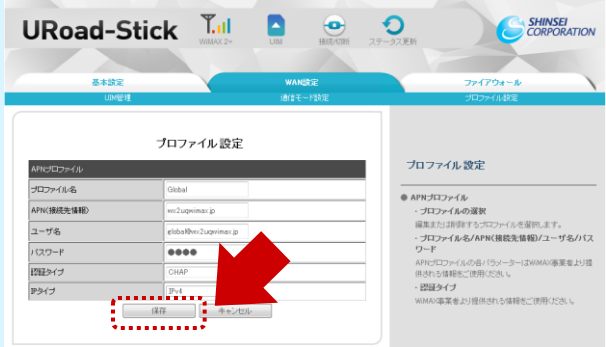 URoad-Stick
WiMAX 2+
UIM
接続/切断
ステータス更新
SHINSEI
CORPORATION
基本設定
WAN設定
ファイアウォール
UIM管理
通信モード設定
プロファイル設定
プロファイル設定
APNプロファイル
プロファイル名
Global
APN(接続先情報)
wx2.uqwimax.jp
ユーザ名
global@wx2.uqwimax.jp
パスワード
認証タイプ
CHAP
IPタイプ
IPv4
保存
キャンセル
プロファイル設定
APNプロファイル
・プロファイルの選択
編集または削除するプロファイルを選択します。
・プロファイル名/APN(接続先情報)/ユーザ名/パス
ワード
APNプロファイルの各パラメーターはWiMAX事業者より提
供される情報をご使用ください。
・認証タイプ
WiMAX事業者より提供される情報をご使用ください。